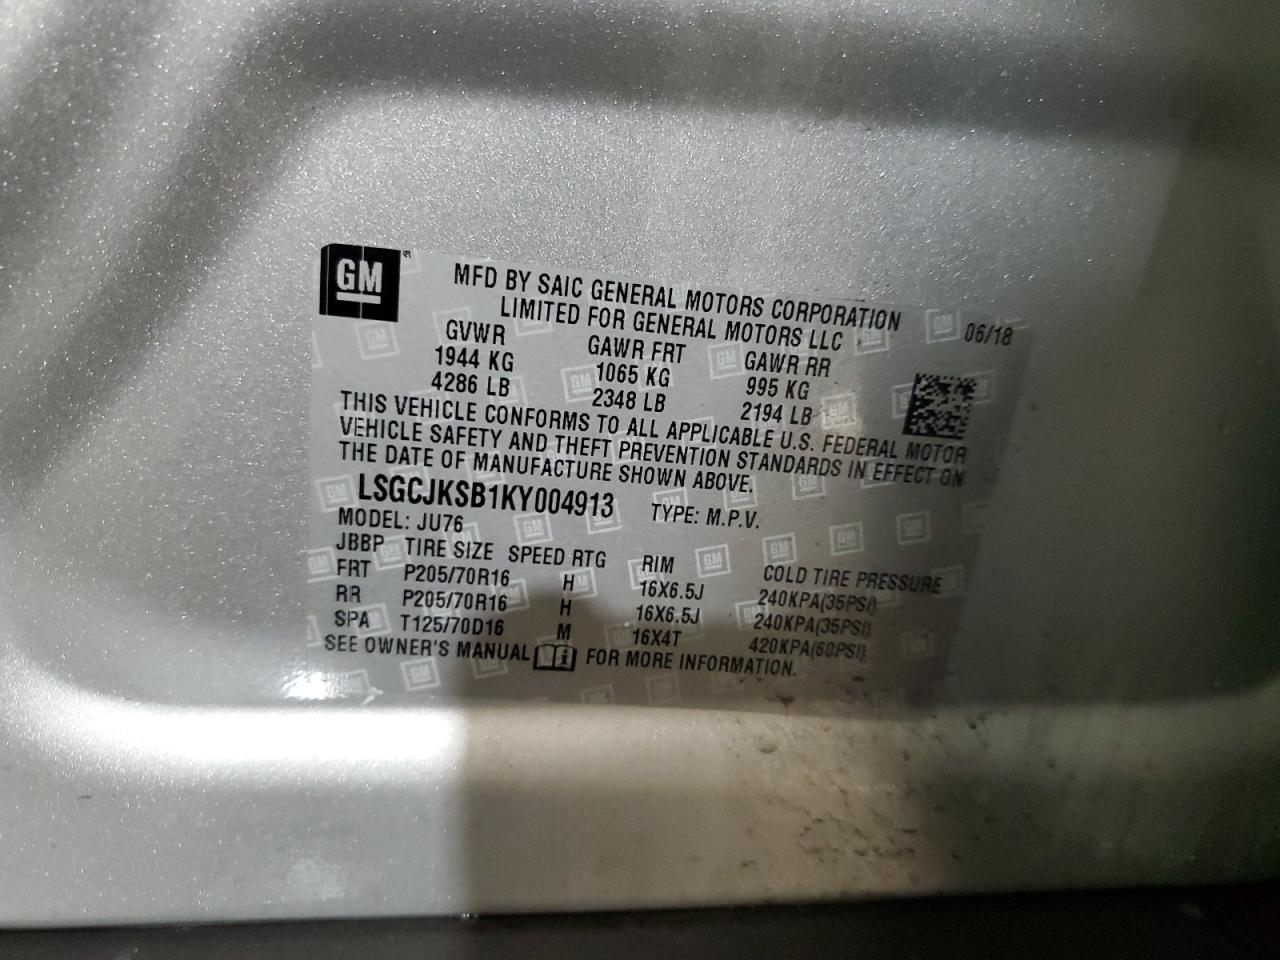 GM ®
MFD BY SAIC GENERAL MOTORS CORPORATION
LIMITED FOR GENERAL MOTORS LLC
06/18
GVWR GAWR FRT GAWR RR
1944 KG 1065 KG 995 KG
4286 LB 2348 LB 2194 LB
THIS VEHICLE CONFORMS TO ALL APPLICABLE U.S. FEDERAL MOTOR
VEHICLE SAFETY AND THEFT PREVENTION STANDARDS IN EFFECT ON
THE DATE OF MANUFACTURE SHOWN ABOVE.
LSGCJKSB1KY004913 TYPE: M.P.V.
MODEL: JU76
JBBP TIRE SIZE SPEED RTG RIM COLD TIRE PRESSURE
FRT P205/70R16 H 16X6.5J 240KPA(35PSI)
RR P205/70R16 H 16X6.5J 240KPA(35PSI)
SPA T125/70D16 M 16X4T 420KPA(60PSI)
SEE OWNER'S MANUAL i FOR MORE INFORMATION.